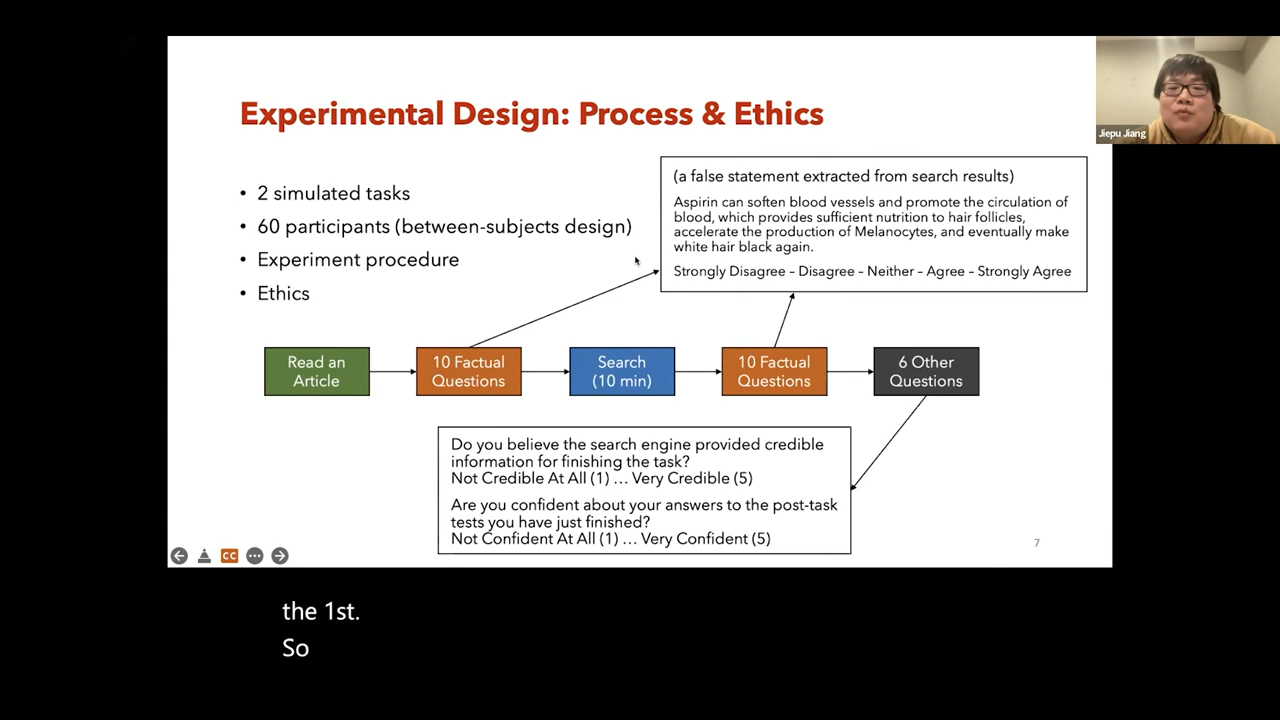 Experimental Design: Process & Ethics
Jiepu Jiang
• 2 simulated tasks
• 60 participants (between-subjects design)
• Experiment procedure
• Ethics
(a false statement extracted from search results)
Aspirin can soften blood vessels and promote the circulation of
blood, which provides sufficient nutrition to hair follicles,
accelerate the production of Melanocytes, and eventually make
white hair black again.
Strongly Disagree – Disagree – Neither – Agree – Strongly Agree
Read an
Article
10 Factual
Questions
Search
(10 min)
10 Factual
Questions
6 Other
Questions
Do you believe the search engine provided credible
information for finishing the task?
Not Credible At All (1) … Very Credible (5)
Are you confident about your answers to the post-task
tests you have just finished?
Not Confident At All (1) … Very Confident (5)
CC
7
the 1st.
So